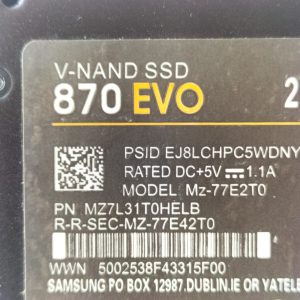 V-NAND SSD
870 EVO
2
PSID EJ8LCHPC5WDNY
RATED DC+5V ⎓ 1.1A
MODEL: Mz-77E2T0
PN MZ7L31T0HELB
R-R-SEC-MZ-77E42T0
WWN 5002538F43315F00
SAMSUNG PO BOX 12987.DUBLIN.IE OR YATEL